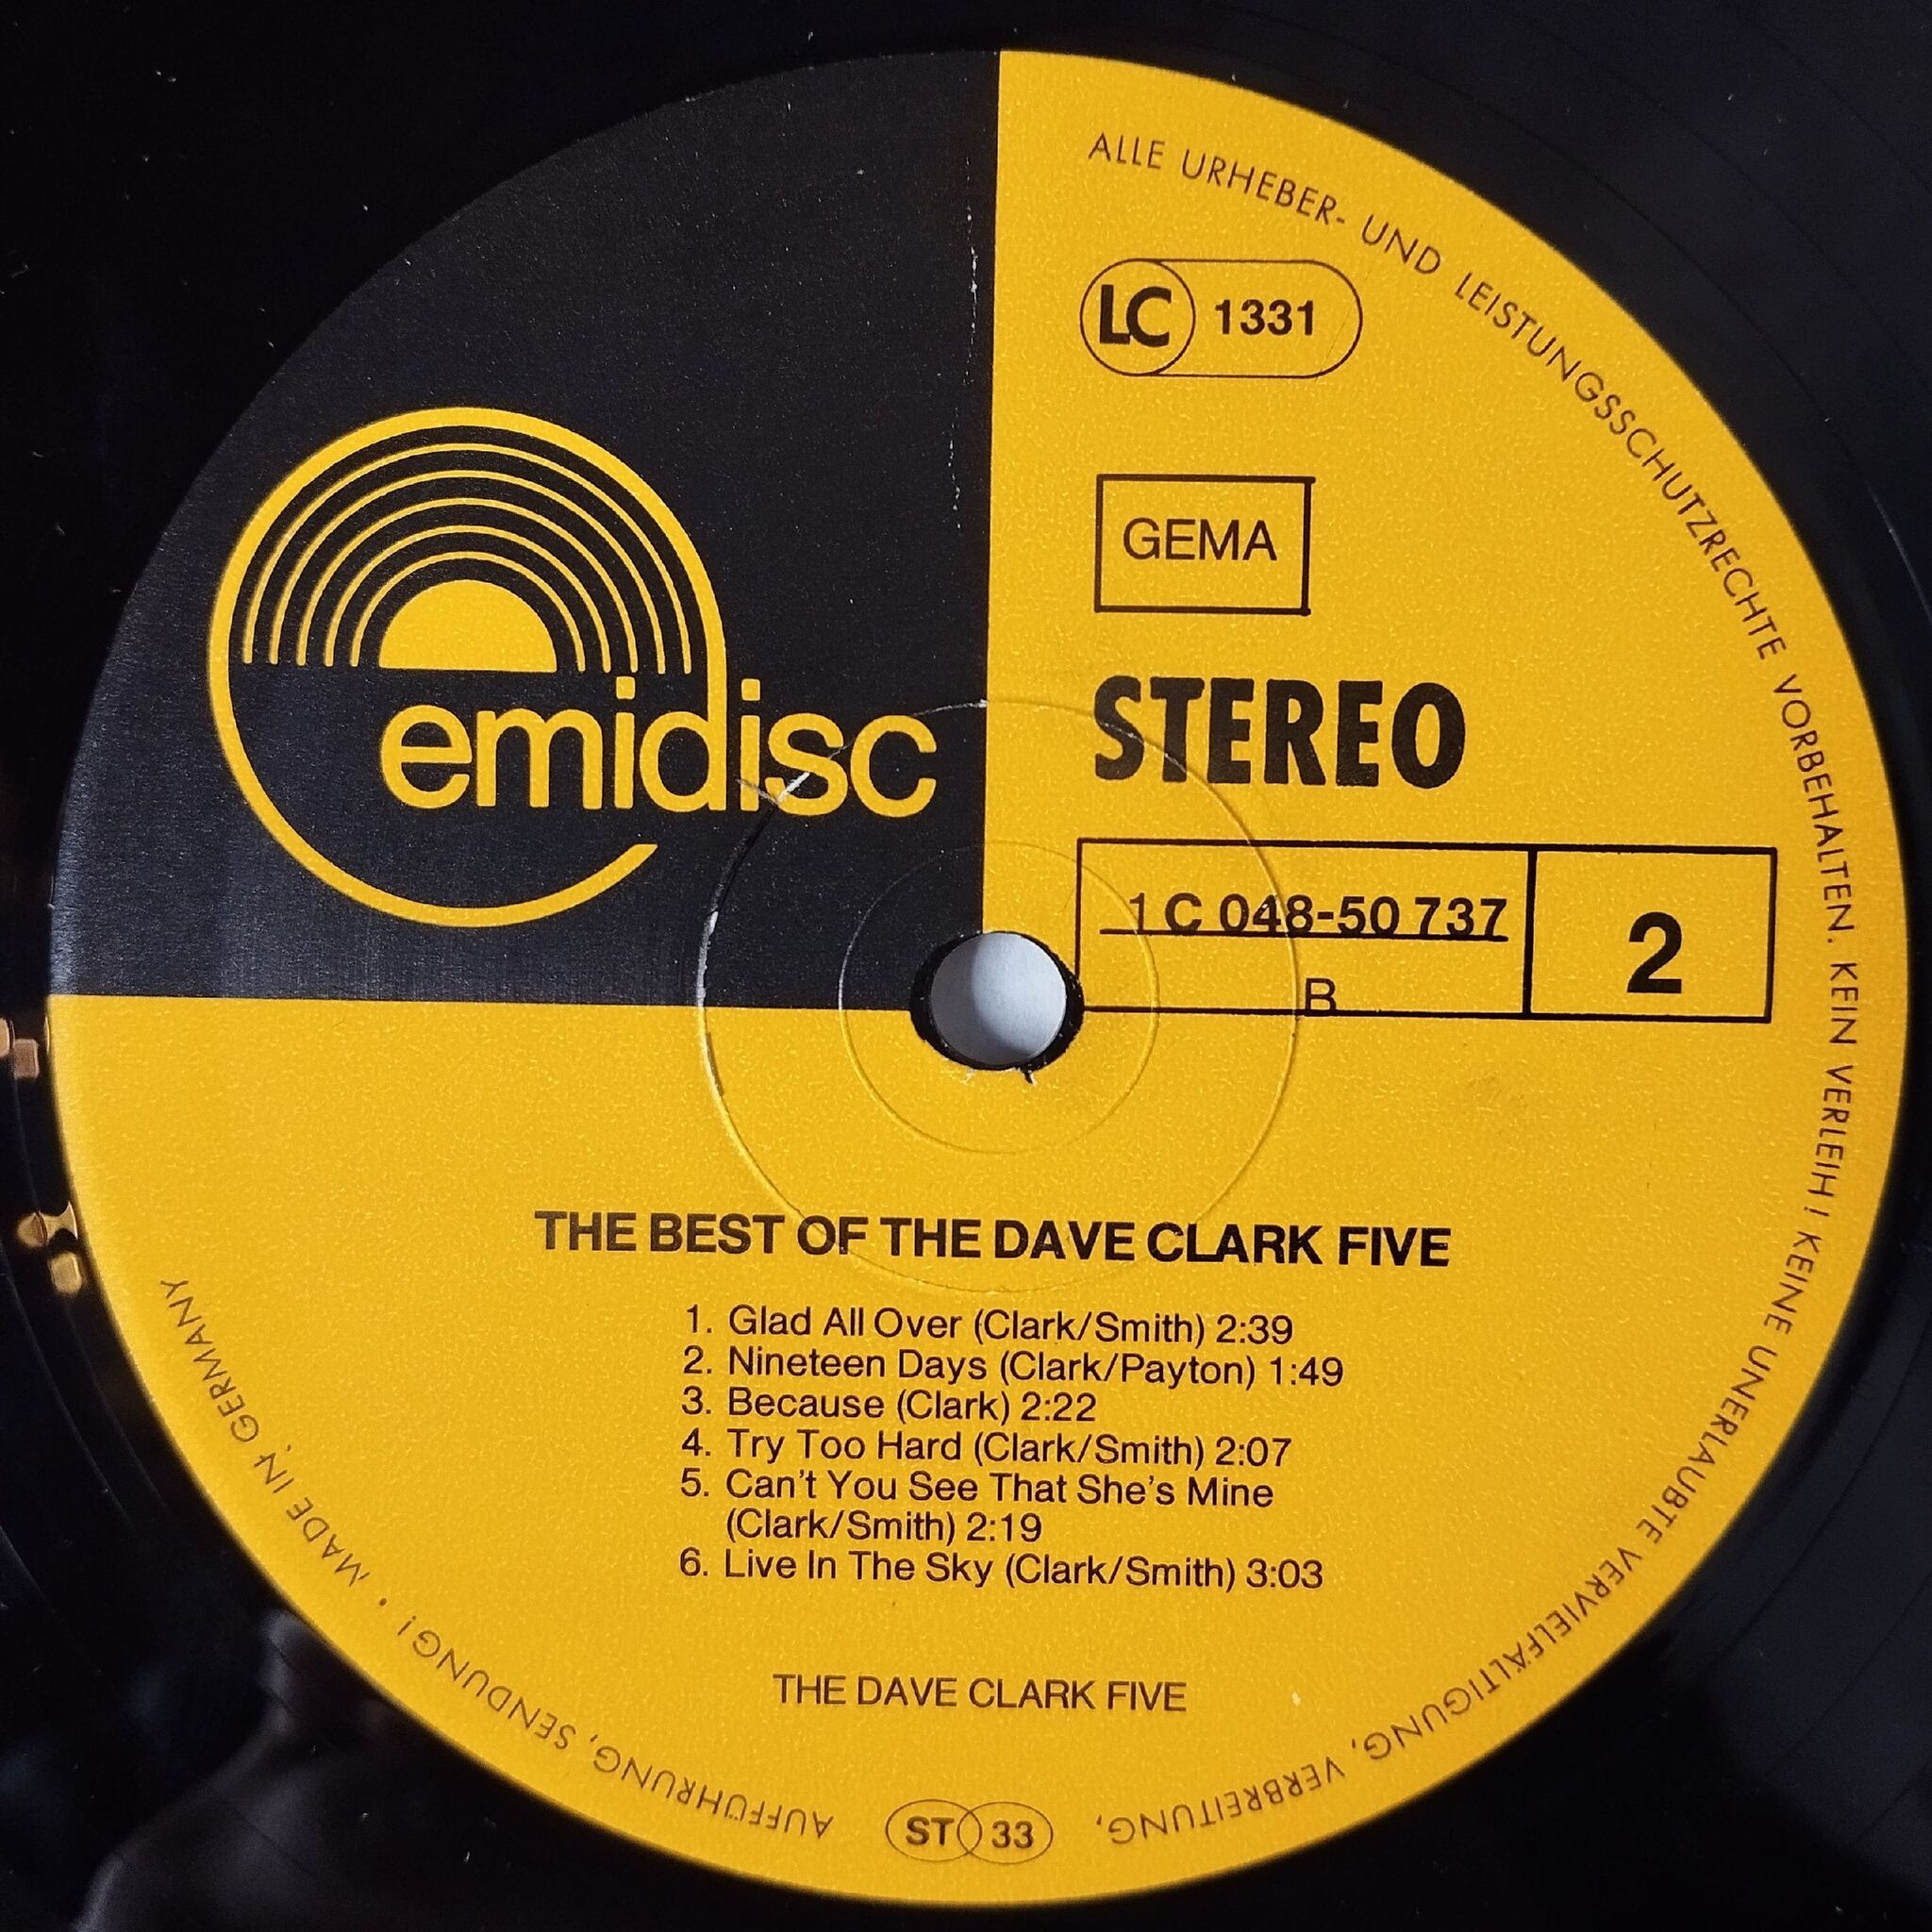 ALLE URHEBER- UND LEISTUNGSSCHUTZRECHTE VORBEHALTEN. KEIN VERLEIH! KEINE UNERLAUBTE VERVIELFÄLTIGUNG, VERBREITUNG, AUFFÜHRUNG, SENDUNG! • MADE IN GERMANY
LC 1331
GEMA
emidisc
STEREO
1 C 048-50 737
B
2
THE BEST OF THE DAVE CLARK FIVE
1. Glad All Over (Clark/Smith) 2:39
2. Nineteen Days (Clark/Payton) 1:49
3. Because (Clark) 2:22
4. Try Too Hard (Clark/Smith) 2:07
5. Can't You See That She's Mine
(Clark/Smith) 2:19
6. Live In The Sky (Clark/Smith) 3:03
THE DAVE CLARK FIVE
ST 33